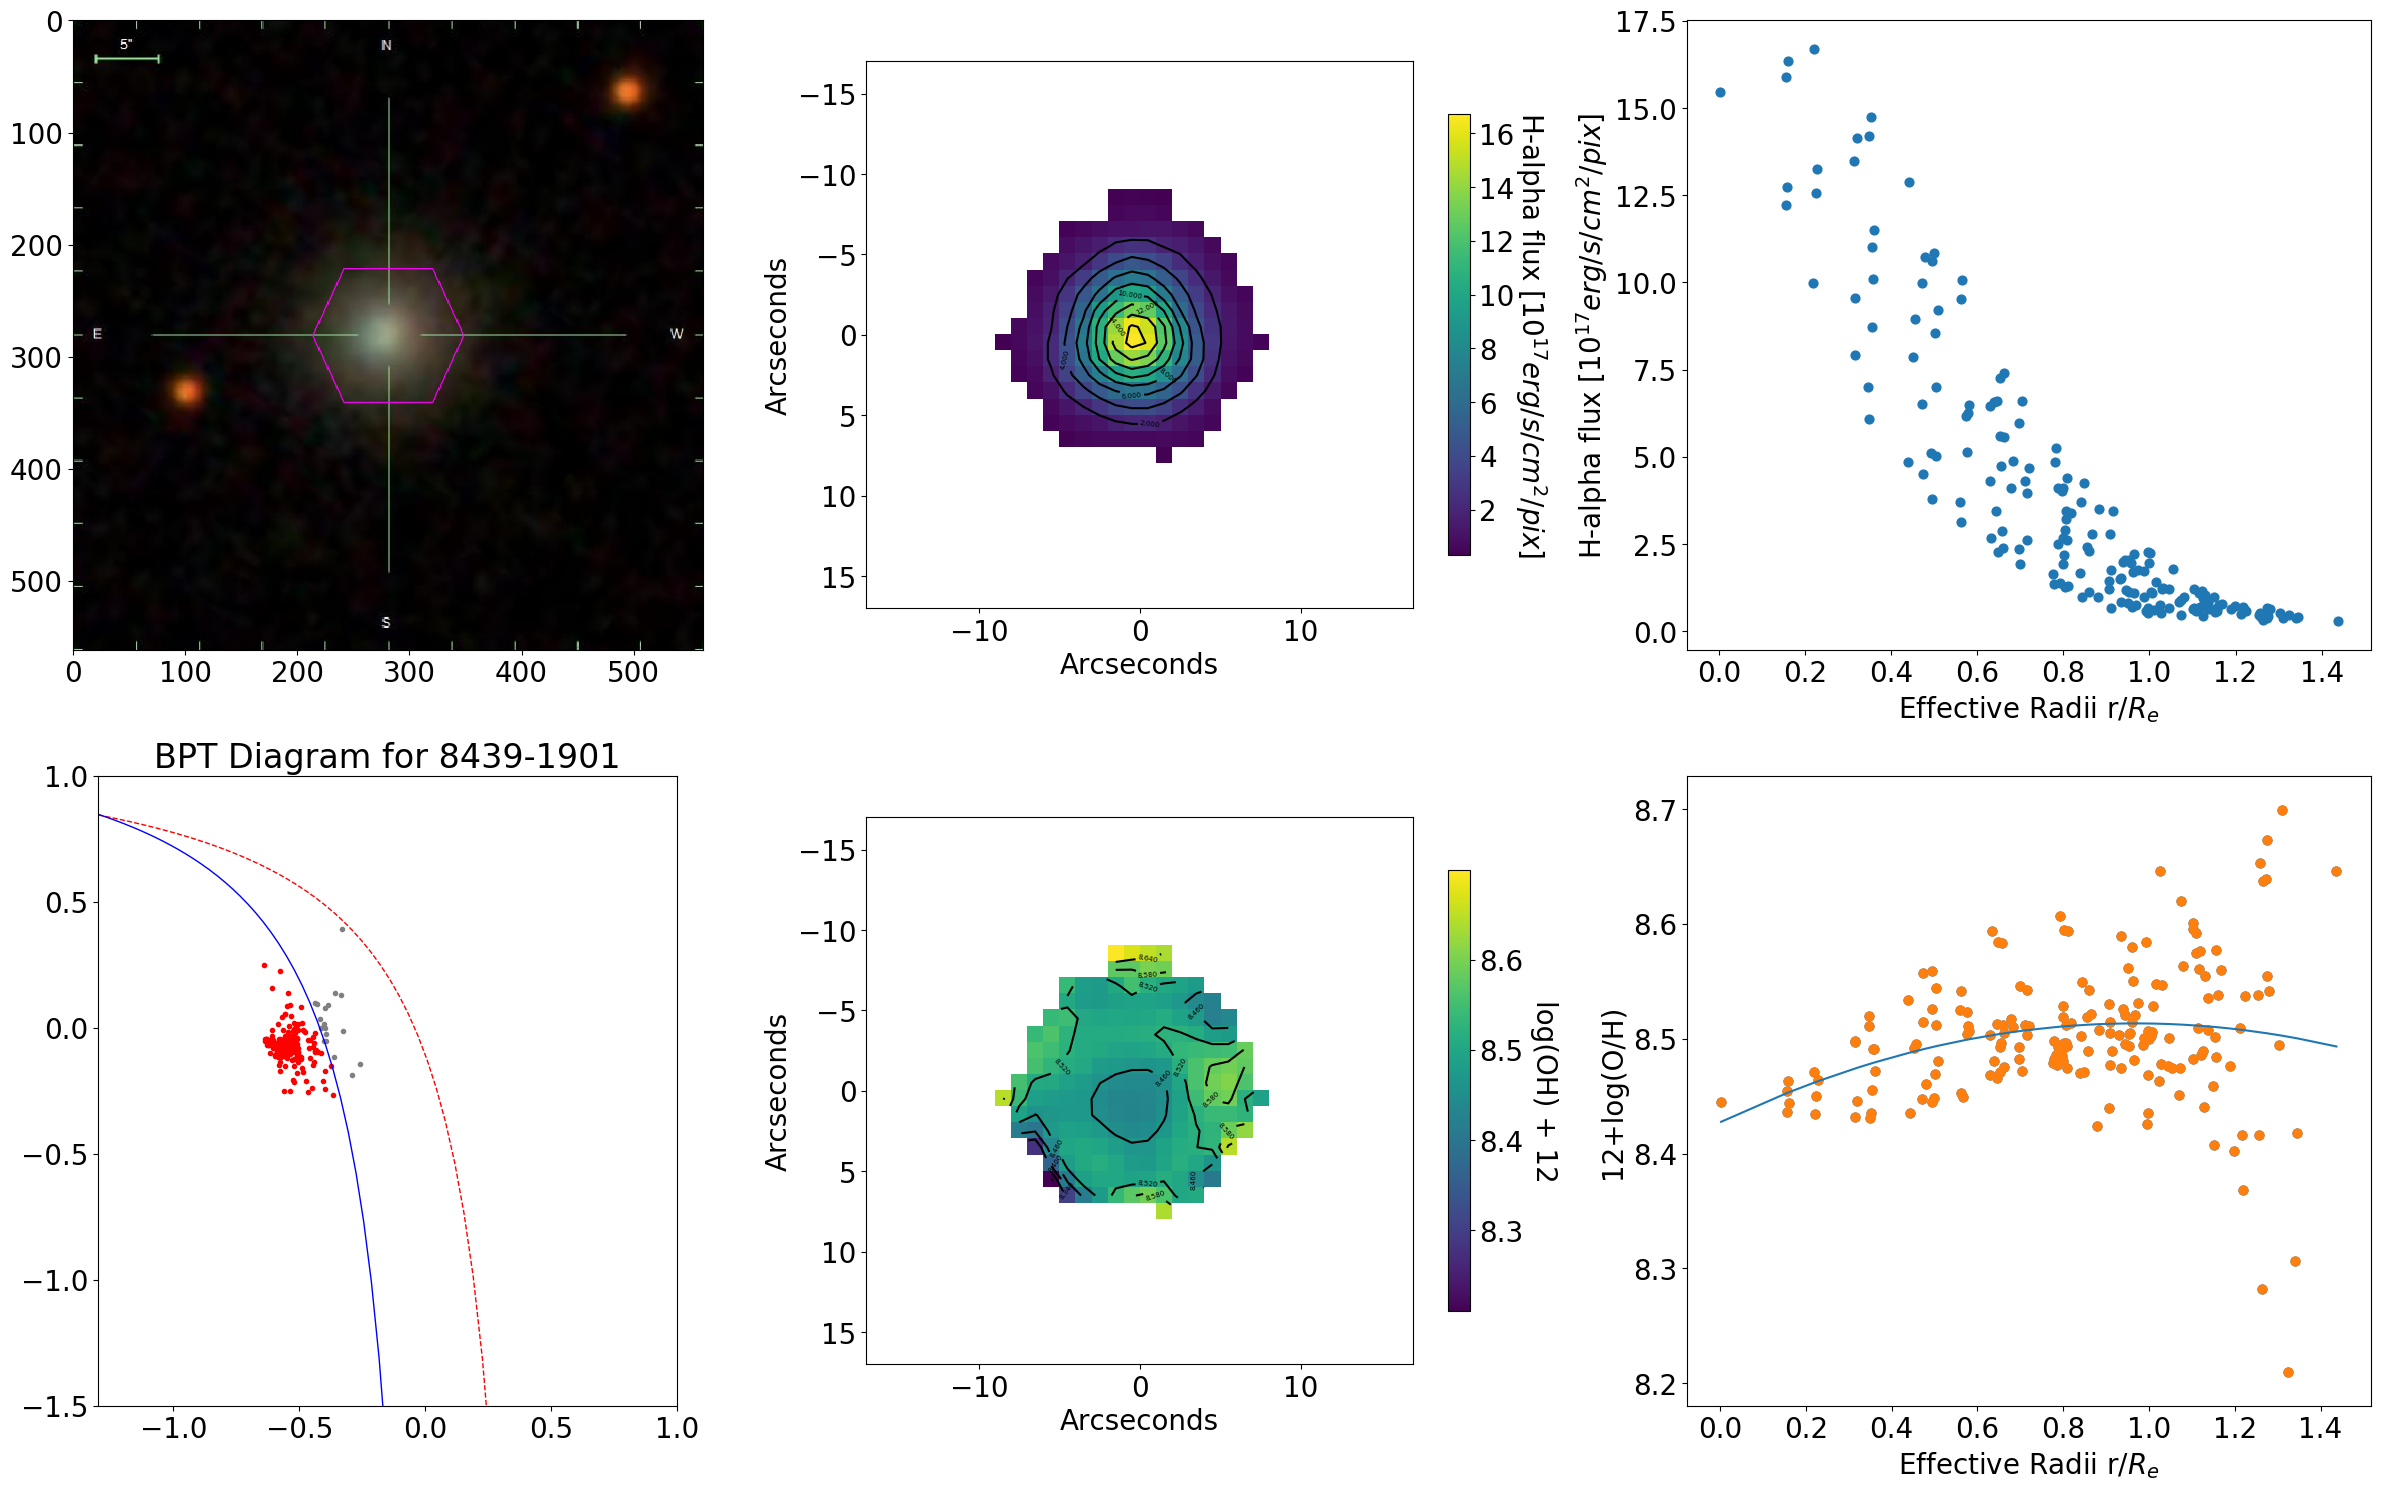 5"
N
E
W
S
0
100
200
300
400
500
0 100 200 300 400 500
−15
−10
−5
0
5
10
15
−10 0 10
Arcseconds
Arcseconds
16
14
12
10
8
6
4
2
H-alpha flux [10^17 erg/s/cm^2/pix]
H-alpha flux [10^17 erg/s/cm^2/pix]
17.5
15.0
12.5
10.0
7.5
5.0
2.5
0.0
0.0 0.2 0.4 0.6 0.8 1.0 1.2 1.4
Effective Radii r/R_e
BPT Diagram for 8439-1901
1.0
0.5
0.0
−0.5
−1.0
−1.5
−1.0 −0.5 0.0 0.5 1.0
−15
−10
−5
0
5
10
15
−10 0 10
Arcseconds
Arcseconds
8.6
8.5
8.4
8.3
log(OH) + 12
12+log(O/H)
8.7
8.6
8.5
8.4
8.3
8.2
0.0 0.2 0.4 0.6 0.8 1.0 1.2 1.4
Effective Radii r/R_e